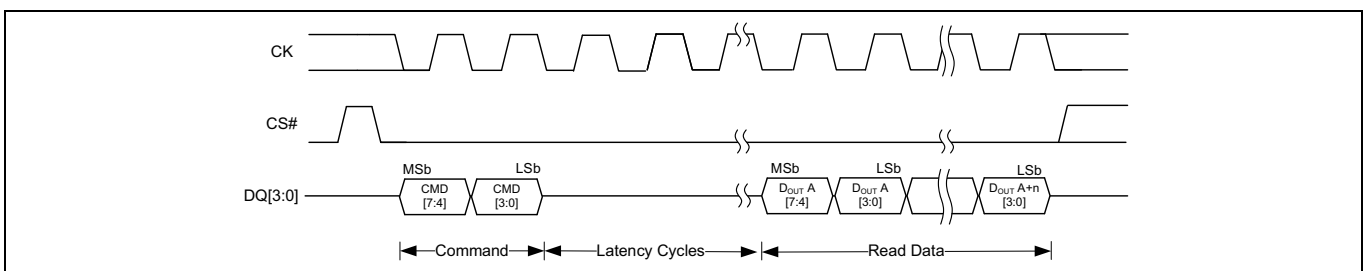 CK
CS#
MSb LSb MSb LSb LSb
DQ[3:0] CMD [7:4] CMD [3:0] DOUT A [7:4] DOUT A [3:0] DOUT A+n [3:0]
Command Latency Cycles Read Data